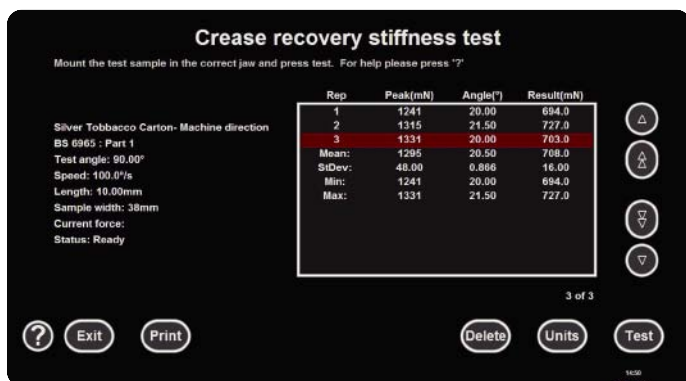 Crease recovery stiffness test
Mount the test sample in the correct jaw and press test. For help please press '?'
Silver Tobbacco Carton- Machine direction
BS 6965 : Part 1
Test angle: 90.00°
Speed: 100.0°/s
Length: 10.00mm
Sample width: 38mm
Current force:
Status: Ready
Rep Peak(mN) Angle(°) Result(mN)
1 1241 20.00 694.0
2 1315 21.50 727.0
3 1331 20.00 703.0
Mean: 1295 20.50 708.0
StDev: 48.00 0.866 16.00
Min: 1241 20.00 694.0
Max: 1331 21.50 727.0
3 of 3
? Exit Print Delete Units Test
14:50